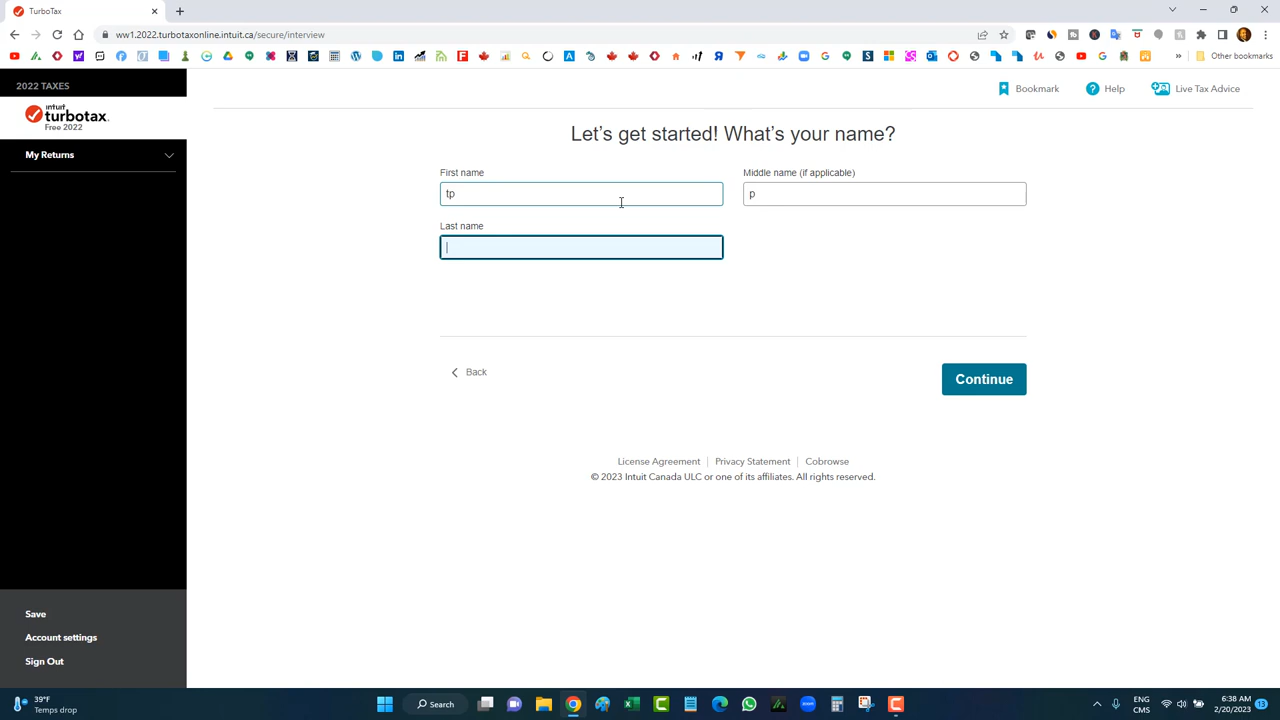 TurboTax
ww1.2022.turbotaxonline.intuit.ca/secure/interview
Other bookmarks
2022 TAXES
intuit
turbotax.
Free 2022
My Returns
Bookmark
Help
Live Tax Advice
Let's get started! What's your name?
First name
Middle name (if applicable)
tp
p
Last name
Back
Continue
License Agreement
Privacy Statement
Cobrowse
© 2023 Intuit Canada ULC or one of its affiliates. All rights reserved.
Save
Account settings
Sign Out
39°F
Temps drop
Search
ENG
CMS
6:38 AM
2/20/2023
13